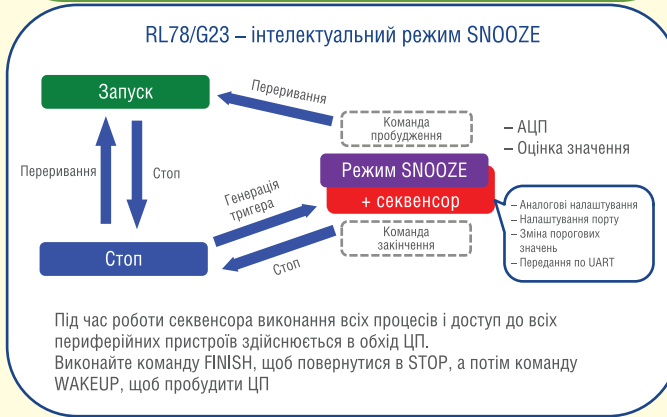 RL78/G23 – інтелектуальний режим SNOOZE
Запуск
Переривання
Команда
пробудження
– АЦП
– Оцінка значення
Переривання
Стоп
Генерація
тригера
Режим SNOOZE
+ секвенсор
– Аналогові налаштування
– Налаштування порту
– Зміна порогових
значень
– Передання по UART
Стоп
Стоп
Команда
закінчення
Під час роботи секвенсора виконання всіх процесів і доступ до всіх
периферійних пристроїв здійснюється в обхід ЦП.
Виконайте команду FINISH, щоб повернутися в STOP, а потім команду
WAKEUP, щоб пробудити ЦП